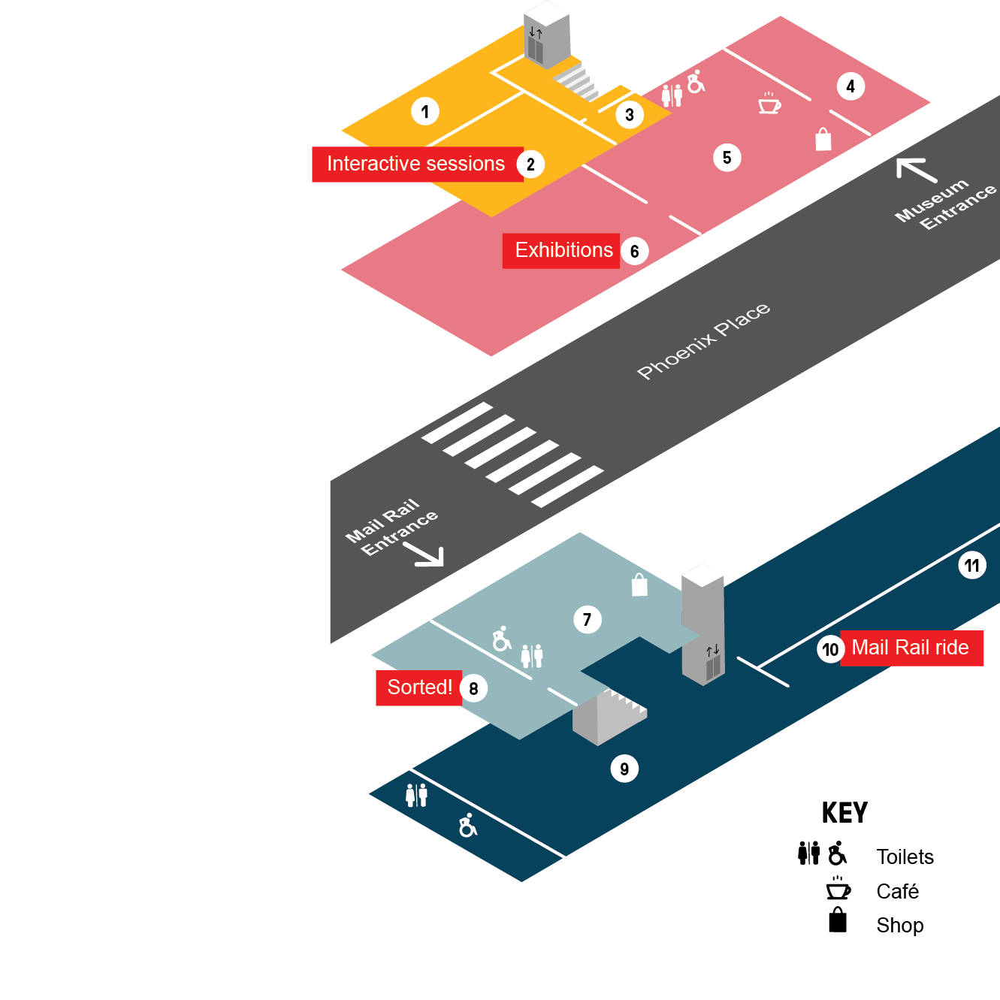 1
3
4
Interactive sessions 2
5
Museum
Entrance
Exhibitions 6
Phoenix Place
Mail Rail
Entrance
7
11
10 Mail Rail ride
Sorted! 8
9
KEY
Toilets
Café
Shop